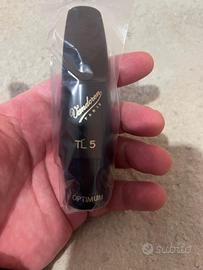 Vandoren
PARIS
TL 5
OPTIMUM
subito